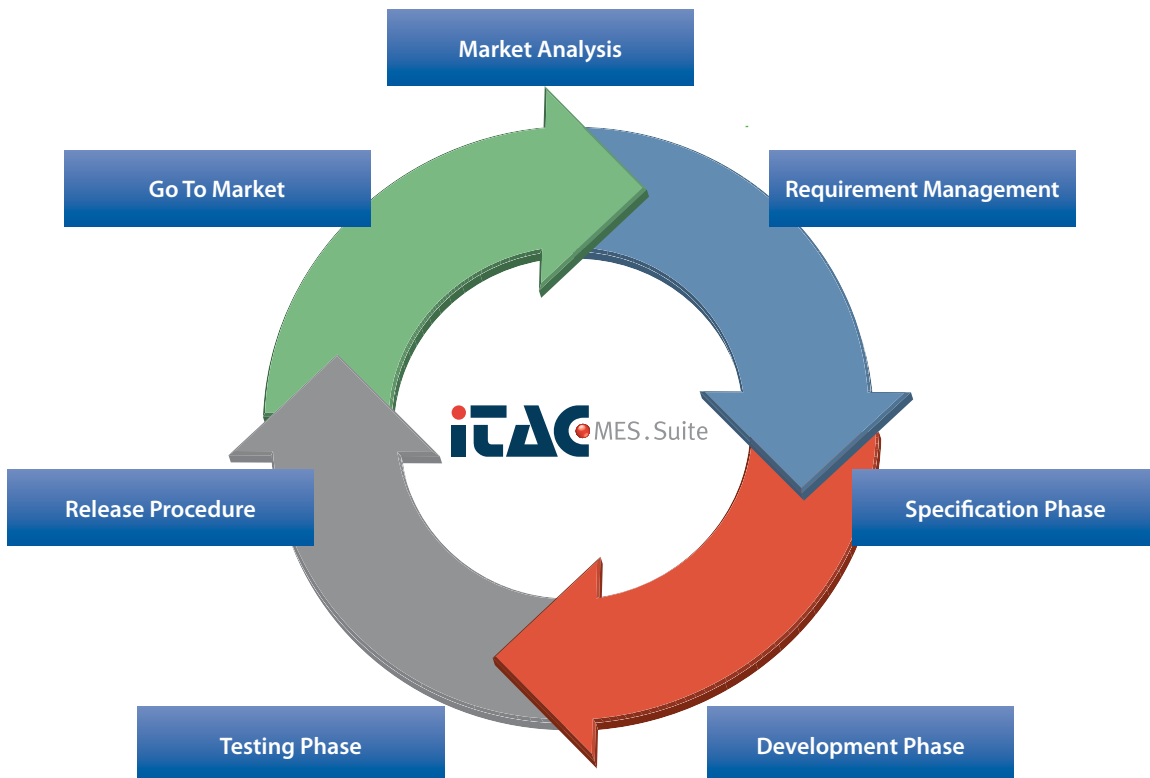 Market Analysis
Go To Market
Requirement Management
iTAC MES.Suite
Release Procedure
Specification Phase
Testing Phase
Development Phase